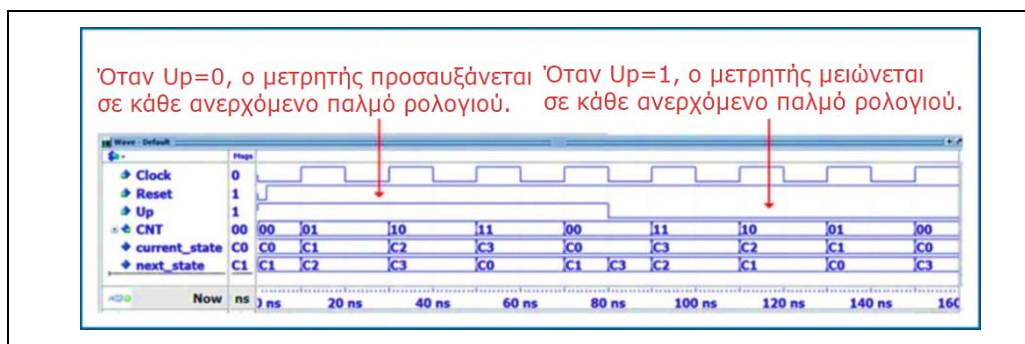 Όταν Up=0, ο μετρητής προσαυξάνεται
σε κάθε ανερχόμενο παλμό ρολογιού.
Όταν Up=1, ο μετρητής μειώνεται
σε κάθε ανερχόμενο παλμό ρολογιού.
Wave - Default
Msgs
Clock 0
Reset 1
Up 1
CNT 00 00 01 10 11 00 11 10 01 00
current_state C0 C0 C1 C2 C3 C0 C3 C2 C1 C0
next_state C1 C1 C2 C3 C0 C1 C3 C2 C1 C0 C3
Now ns ) ns 20 ns 40 ns 60 ns 80 ns 100 ns 120 ns 140 ns 160